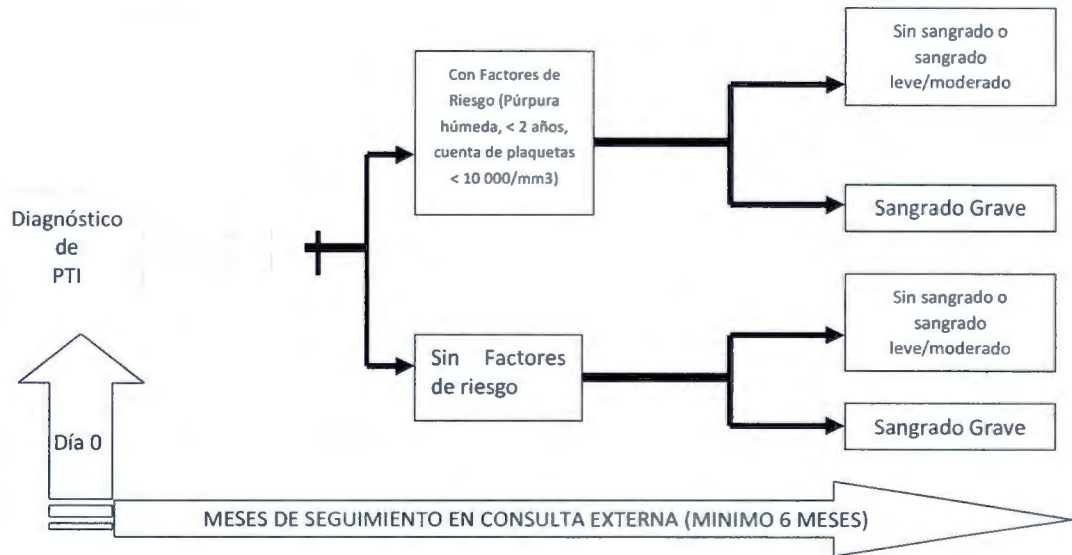 Diagnóstico
de
PTI
Día 0
Con Factores de
Riesgo (Púrpura
húmeda, < 2 años,
cuenta de plaquetas
< 10 000/mm3)
Sin Factores
de riesgo
Sin sangrado o
sangrado
leve/moderado
Sangrado Grave
Sin sangrado o
sangrado
leve/moderado
Sangrado Grave
MESES DE SEGUIMIENTO EN CONSULTA EXTERNA (MINIMO 6 MESES)